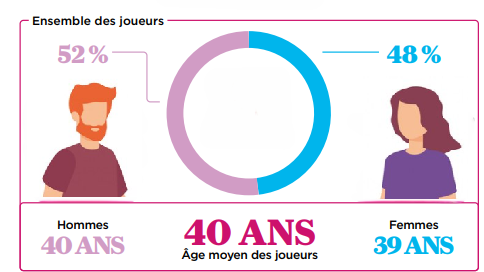 Ensemble des joueurs
52 %
48 %
Hommes
40 ANS
40 ANS
Âge moyen des joueurs
Femmes
39 ANS